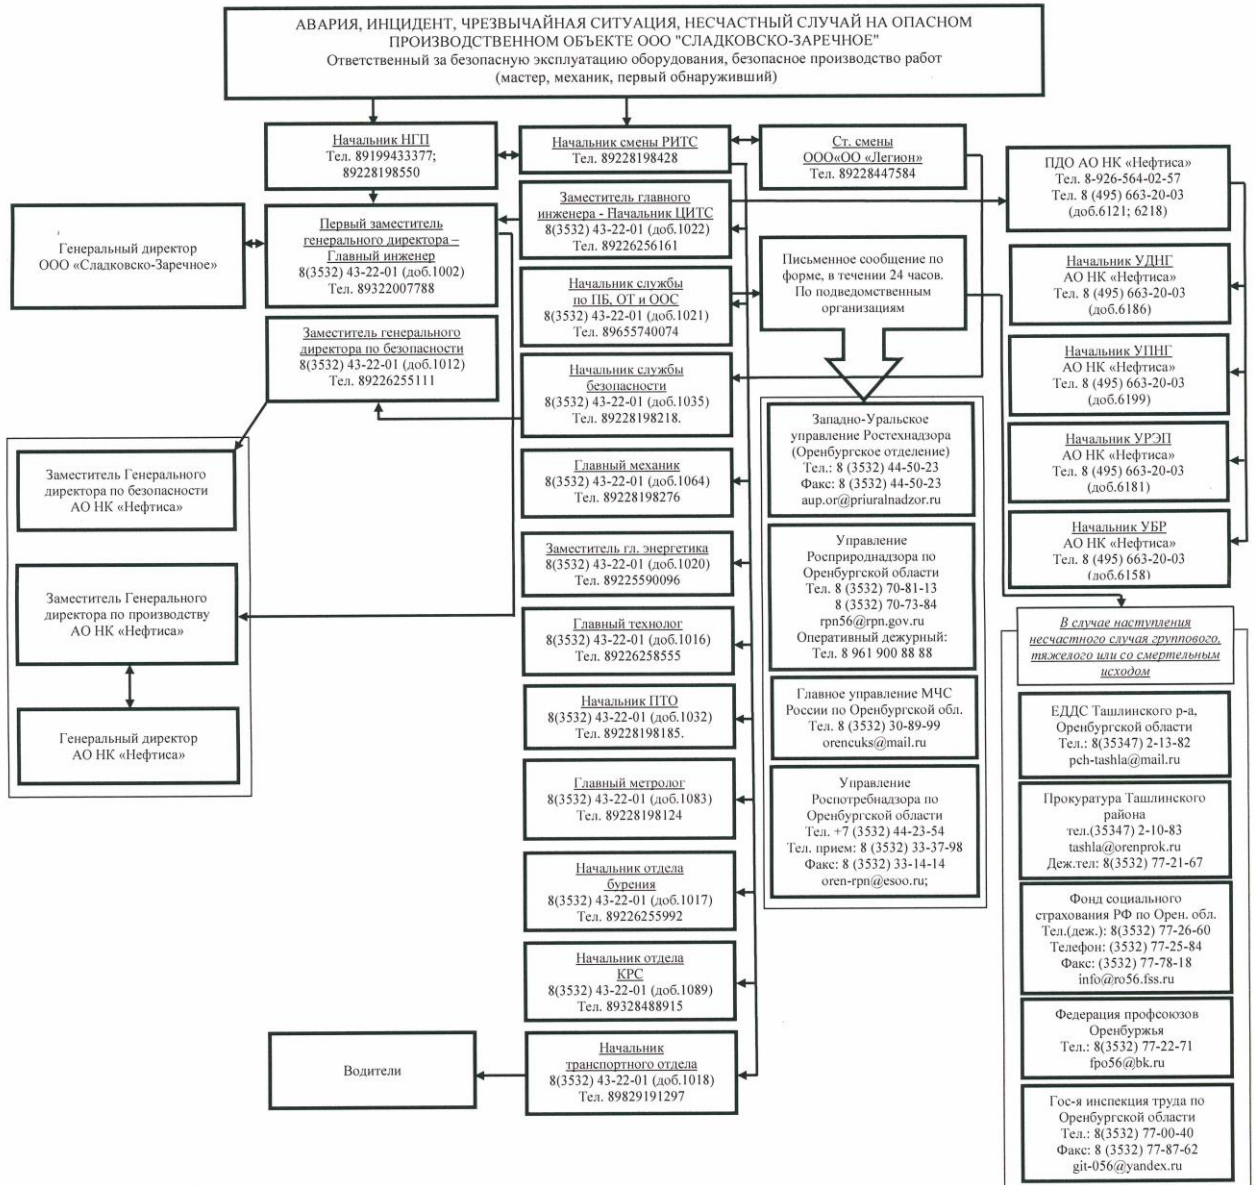 АВАРИЯ, ИНЦИДЕНТ, ЧРЕЗВЫЧАЙНАЯ СИТУАЦИЯ, НЕСЧАСТНЫЙ СЛУЧАЙ НА ОПАСНОМ
ПРОИЗВОДСТВЕННОМ ОБЪЕКТЕ ООО "СЛАДКОВСКО-ЗАРЕЧНОЕ"
Ответственный за безопасную эксплуатацию оборудования, безопасное производство работ
(мастер, механик, первый обнаруживший)
Начальник НГП
Тел. 89199433377;
89228198550
Начальник смены РИТС
Тел. 89228198428
Ст. смены
ООО«ОО «Легион»
Тел. 89228447584
ПДО АО НК «Нефтиса»
Тел. 8-926-564-02-57
Тел. 8 (495) 663-20-03
(доб.6121; 6218)
Генеральный директор
ООО «Сладковско-Заречное»
Первый заместитель
генерального директора –
Главный инженер
8(3532) 43-22-01 (доб.1002)
Тел. 89322007788
Заместитель главного
инженера - Начальник ЦИТС
8(3532) 43-22-01 (доб.1022)
Тел. 89226256161
Письменное сообщение по
форме, в течении 24 часов.
По подведомственным
организациям
Начальник УДНГ
АО НК «Нефтиса»
Тел. 8 (495) 663-20-03
(доб.6186)
Начальник службы
по ПБ, ОТ и ООС
8(3532) 43-22-01 (доб.1021)
Тел. 89655740074
Заместитель генерального
директора по безопасности
8(3532) 43-22-01 (доб.1012)
Тел. 89226255111
Начальник УПНГ
АО НК «Нефтиса»
Тел. 8 (495) 663-20-03
(доб.6199)
Начальник службы
безопасности
8(3532) 43-22-01 (доб.1035)
Тел. 89228198218.
Западно-Уральское
управление Ростехнадзора
(Оренбургское отделение)
Тел.: 8 (3532) 44-50-23
Факс: 8 (3532) 44-50-23
aup.or@priuralnadzor.ru
Начальник УРЭП
АО НК «Нефтиса»
Тел. 8 (495) 663-20-03
(доб.6181)
Заместитель Генерального
директора по безопасности
АО НК «Нефтиса»
Главный механик
8(3532) 43-22-01 (доб.1064)
Тел. 89228198276
Начальник УБР
АО НК «Нефтиса»
Тел. 8 (495) 663-20-03
(доб.6158)
Заместитель гл. энергетика
8(3532) 43-22-01 (доб.1020)
Тел. 89225590096
Управление
Росприроднадзора по
Оренбургской области
Тел. 8 (3532) 70-81-13
8 (3532) 70-73-84
rpn56@rpn.gov.ru
Оперативный дежурный:
Тел. 8 961 900 88 88
Заместитель Генерального
директора по производству
АО НК «Нефтиса»
Главный технолог
8(3532) 43-22-01 (доб.1016)
Тел. 89226258555
В случае наступления
несчастного случая группового,
тяжелого или со смертельным
исходом
Генеральный директор
АО НК «Нефтиса»
Начальник ПТО
8(3532) 43-22-01 (доб.1032)
Тел. 89228198185.
Главное управление МЧС
России по Оренбургской обл.
Тел. 8 (3532) 30-89-99
orencuks@mail.ru
ЕДДС Ташлинского р-а,
Оренбургской области
Тел.: 8(35347) 2-13-82
pch-tashla@mail.ru
Главный метролог
8(3532) 43-22-01 (доб.1083)
Тел. 89228198124
Управление
Роспотребнадзора по
Оренбургской области
Тел. +7 (3532) 44-23-54
Тел. прием: 8 (3532) 33-37-98
Факс: 8 (3532) 33-14-14
oren-rpn@esoo.ru;
Прокуратура Ташлинского
района
тел.(35347) 2-10-83
tashla@orenprok.ru
Деж.тел: 8(3532) 77-21-67
Начальник отдела
бурения
8(3532) 43-22-01 (доб.1017)
Тел. 89226255992
Фонд социального
страхования РФ по Орен. обл.
Тел.(деж.): 8(3532) 77-26-60
Телефон: (3532) 77-25-84
Факс: (3532) 77-78-18
info@ro56.fss.ru
Начальник отдела
КРС
8(3532) 43-22-01 (доб.1089)
Тел. 89328488915
Федерация профсоюзов
Оренбуржья
Тел.: 8(3532) 77-22-71
fpo56@bk.ru
Водители
Начальник
транспортного отдела
8(3532) 43-22-01 (доб.1018)
Тел. 89829191297
Гос-я инспекция труда по
Оренбургской области
Тел.: 8(3532) 77-00-40
Факс: 8 (3532) 77-87-62
git-056@yandex.ru